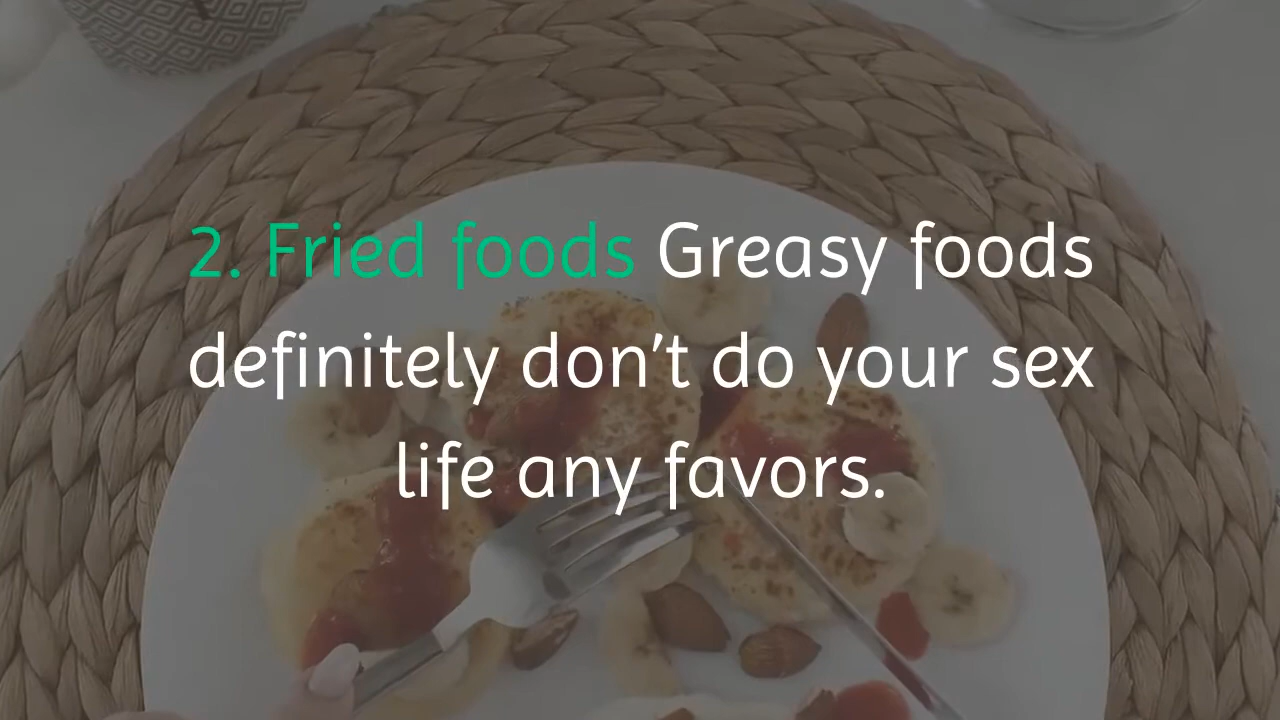 2. Fried foods Greasy foods
definitely don't do your sex
life any favors.